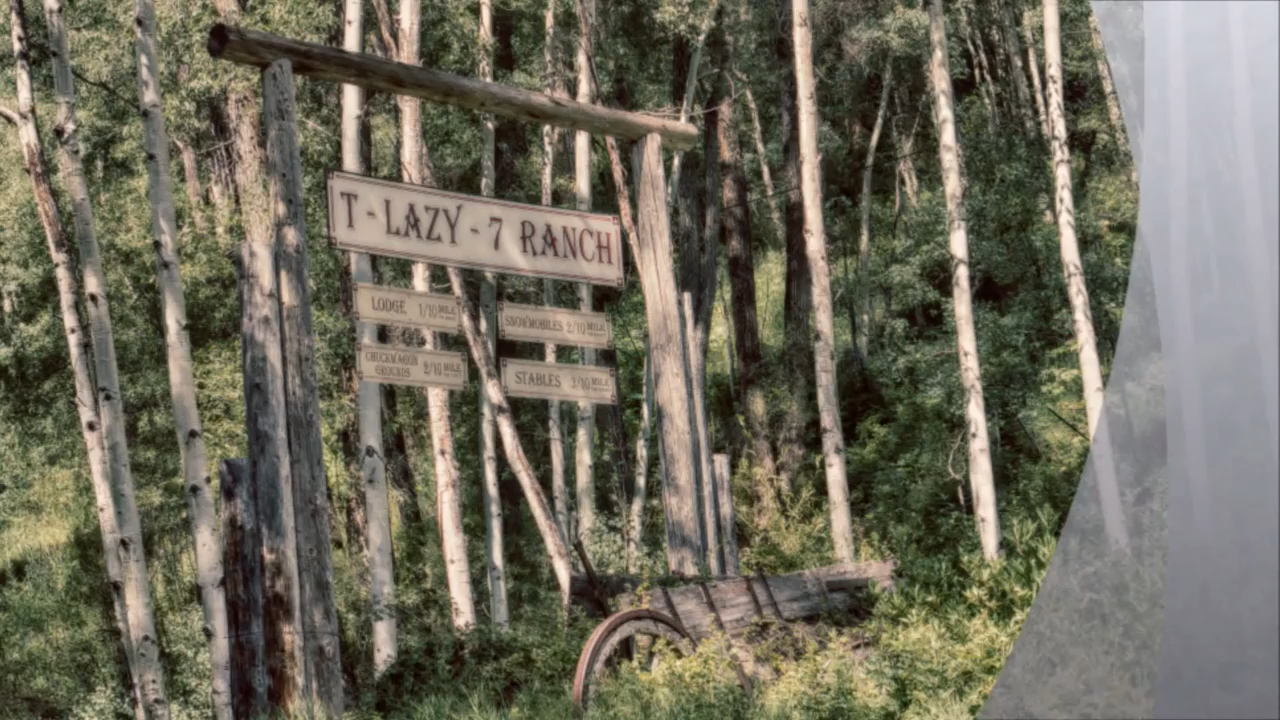 T - LAZY - 7 RANCH
LODGE 1/10 MILE
SNOWMOBILES 2/10 MILE
CHUCKWAGON
GROUNDS 2/10 MILE
STABLES 3/10 MILE